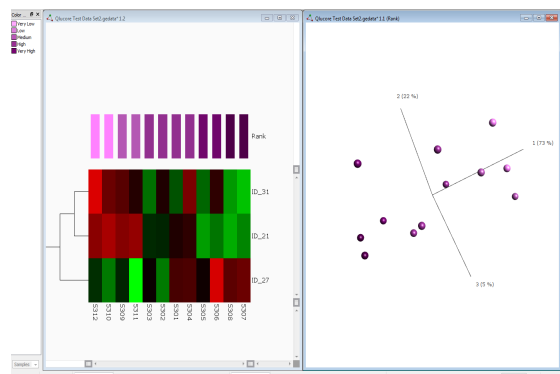 Color ...
Very Low
Low
Medium
High
Very High
Samples
Qlucore Test Data Set2.gedata* 1.2
Rank
ID_31
ID_21
ID_27
S312
S310
S309
S311
S303
S302
S301
S304
S305
S306
S308
S307
Qlucore Test Data Set2.gedata* 1.1 (Rank)
2 (22 %)
1 (73 %)
3 (5 %)